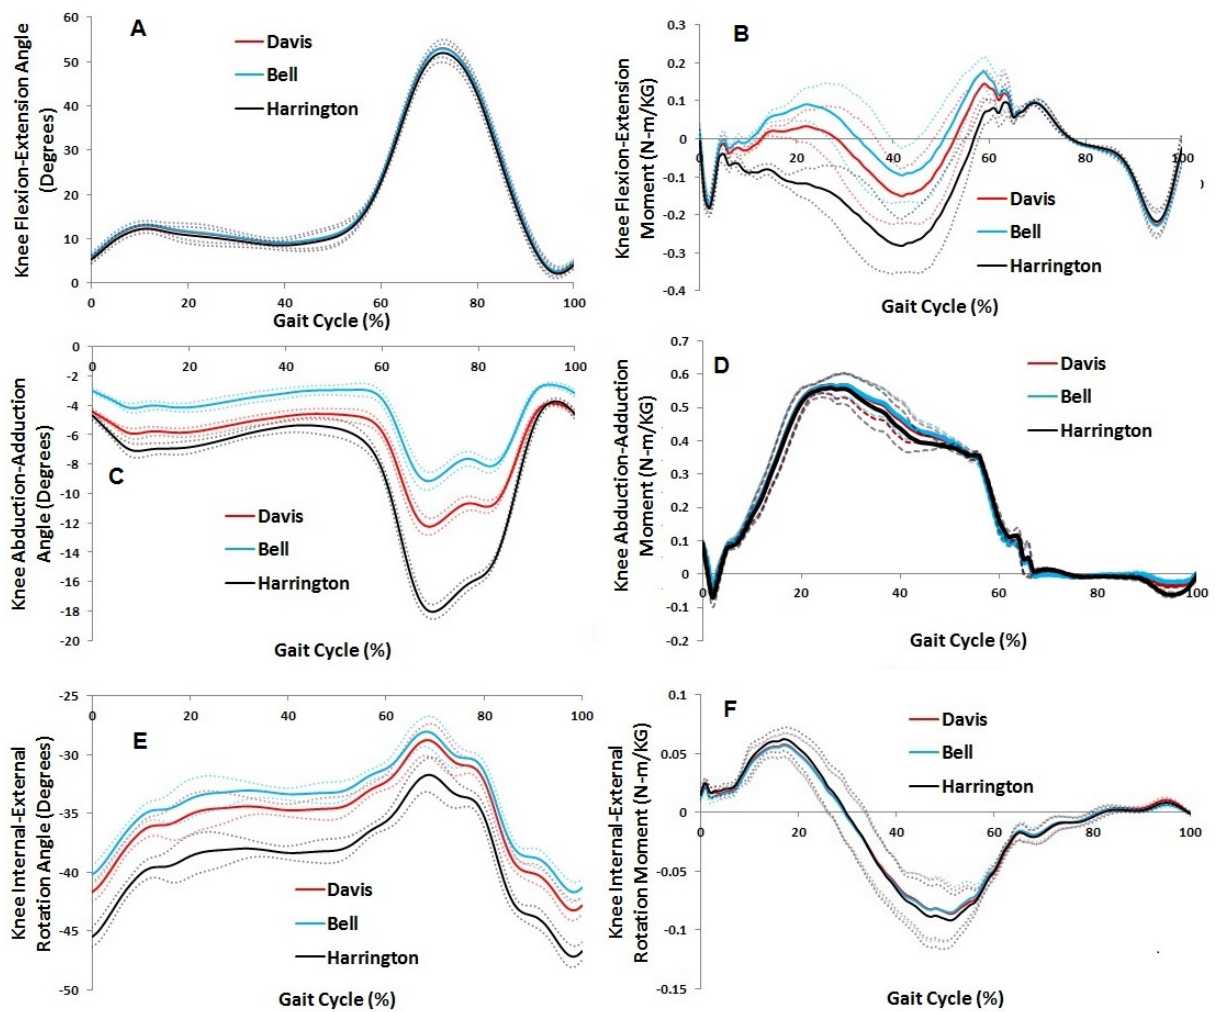 A
Knee Flexion-Extension Angle
(Degrees)
60
50
40
30
20
10
0
Davis
Bell
Harrington
0 20 40 60 80 100
Gait Cycle (%)
B
Knee Flexion-Extension
Moment (N-m/KG)
0.3
0.2
0.1
0
-0.1
-0.2
-0.3
-0.4
0 20 40 60 80 100
Davis
Bell
Harrington
Gait Cycle (%)
C
Knee Abduction-Adduction
Angle (Degrees)
0
-2
-4
-6
-8
-10
-12
-14
-16
-18
-20
0 20 40 60 80 100
Davis
Bell
Harrington
Gait Cycle (%)
D
Knee Abduction-Adduction
Moment (N-m/KG)
0.7
0.6
0.5
0.4
0.3
0.2
0.1
0
-0.1
-0.2
0 20 40 60 80 100
Davis
Bell
Harrington
Gait Cycle (%)
E
Knee Internal-External
Rotation Angle (Degrees)
-25
-30
-35
-40
-45
-50
0 20 40 60 80 100
Davis
Bell
Harrington
Gait Cycle (%)
F
Knee Internal-External
Rotation Moment (N-m/KG)
0.1
0.05
0
-0.05
-0.1
-0.15
0 20 40 60 80 100
Davis
Bell
Harrington
Gait Cycle (%)